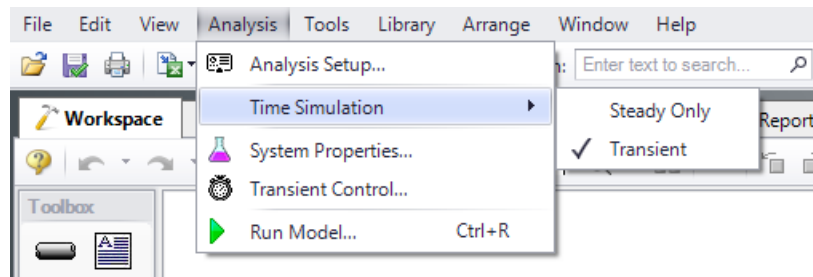 File Edit View Analysis Tools Library Arrange Window Help
Analysis Setup...
Enter text to search...
Time Simulation
Steady Only
Workspace
Report
System Properties...
Transient
Transient Control...
Toolbox
Run Model... Ctrl+R
A